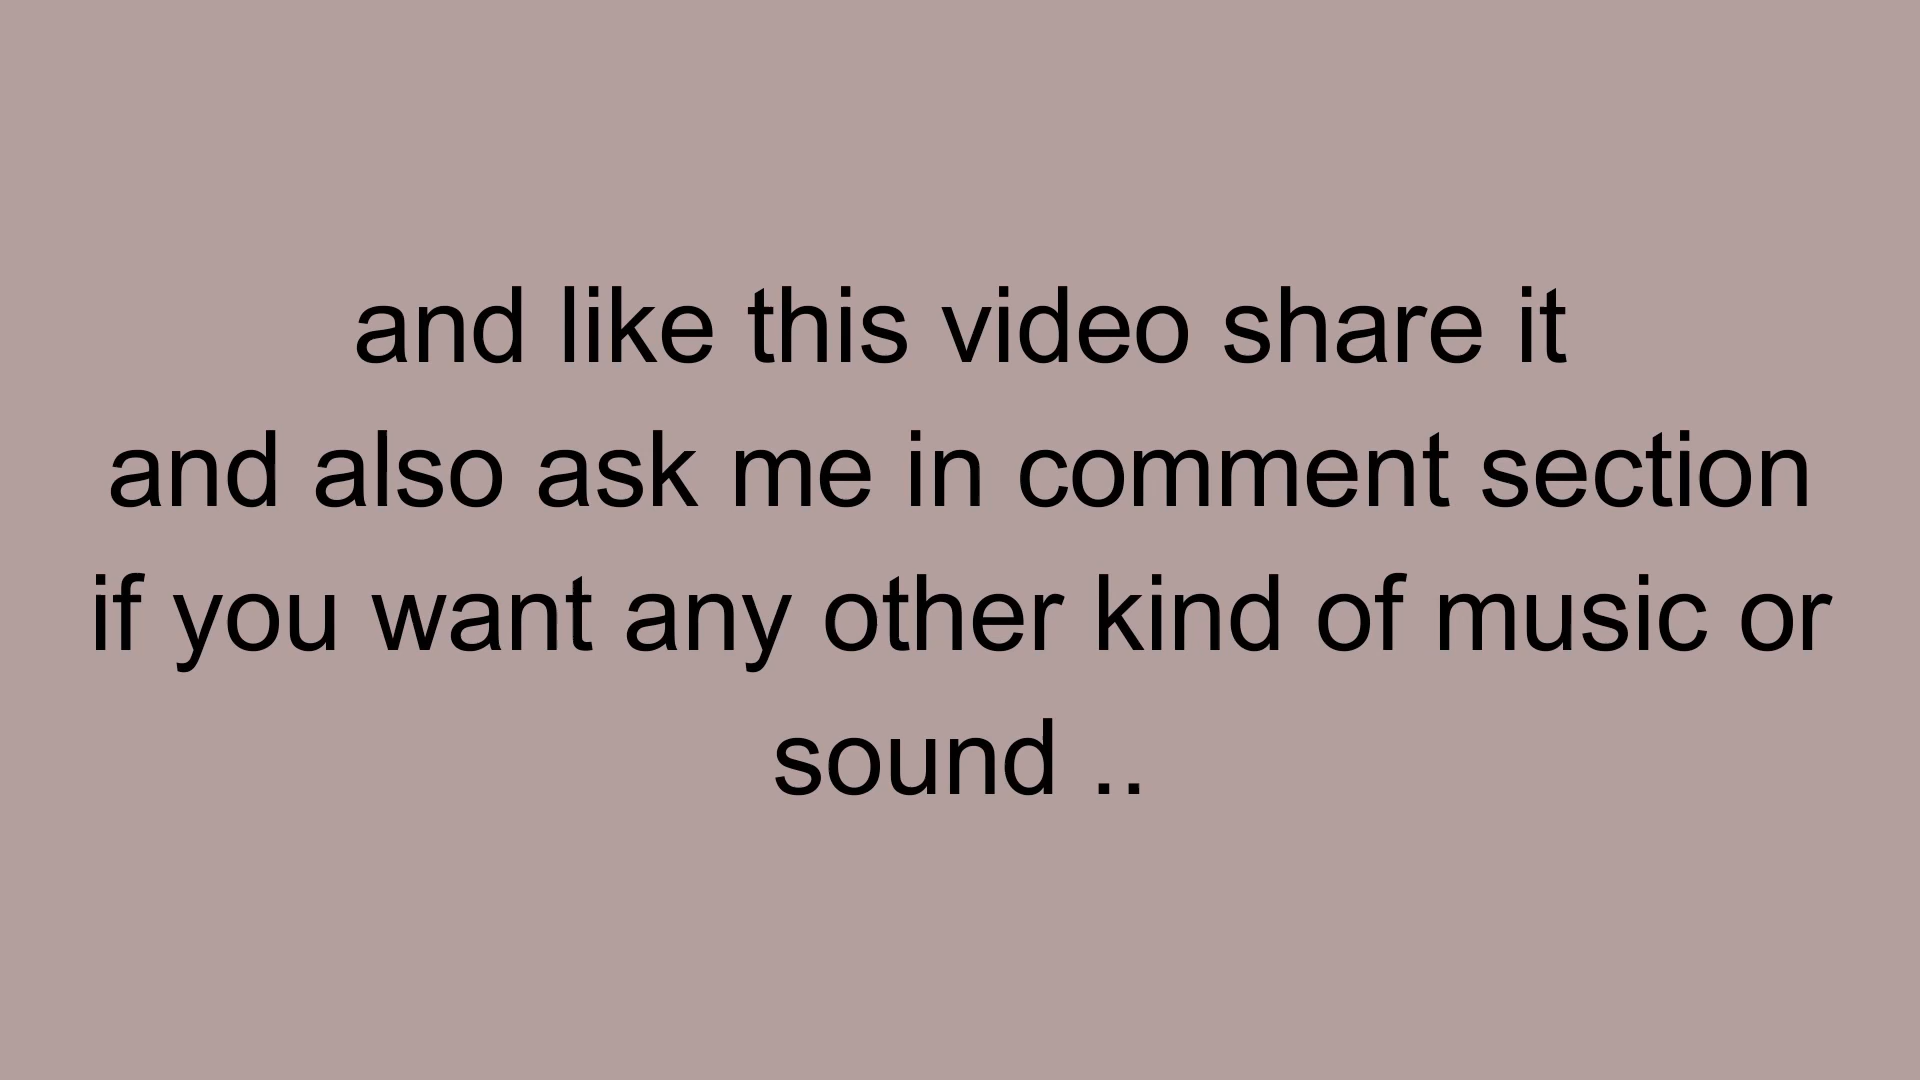 and like this video share it
and also ask me in comment section
if you want any other kind of music or
sound ..